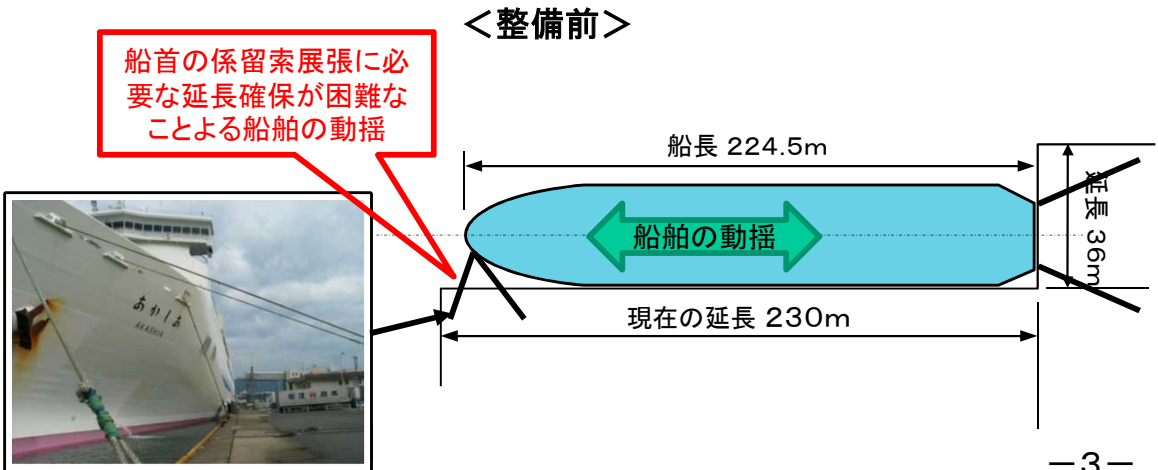 ＜整備前＞
船首の係留索展張に必
要な延長確保が困難な
ことよる船舶の動揺
船長 224.5m
延長 36m
船舶の動揺
あかしあ
AKASHIA
現在の延長 230m
－3－